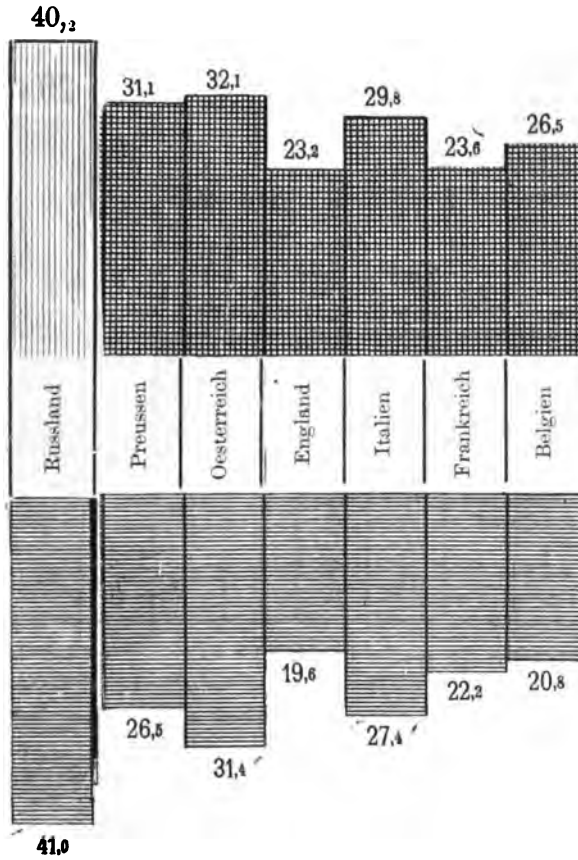 40,2
31,1 32,1 23,2 29,8 23,6 26,5
Russland Preussen Oesterreich England Italien Frankreich Belgien
26,5 31,4 19,6 27,4 22,2 20,8
41,0